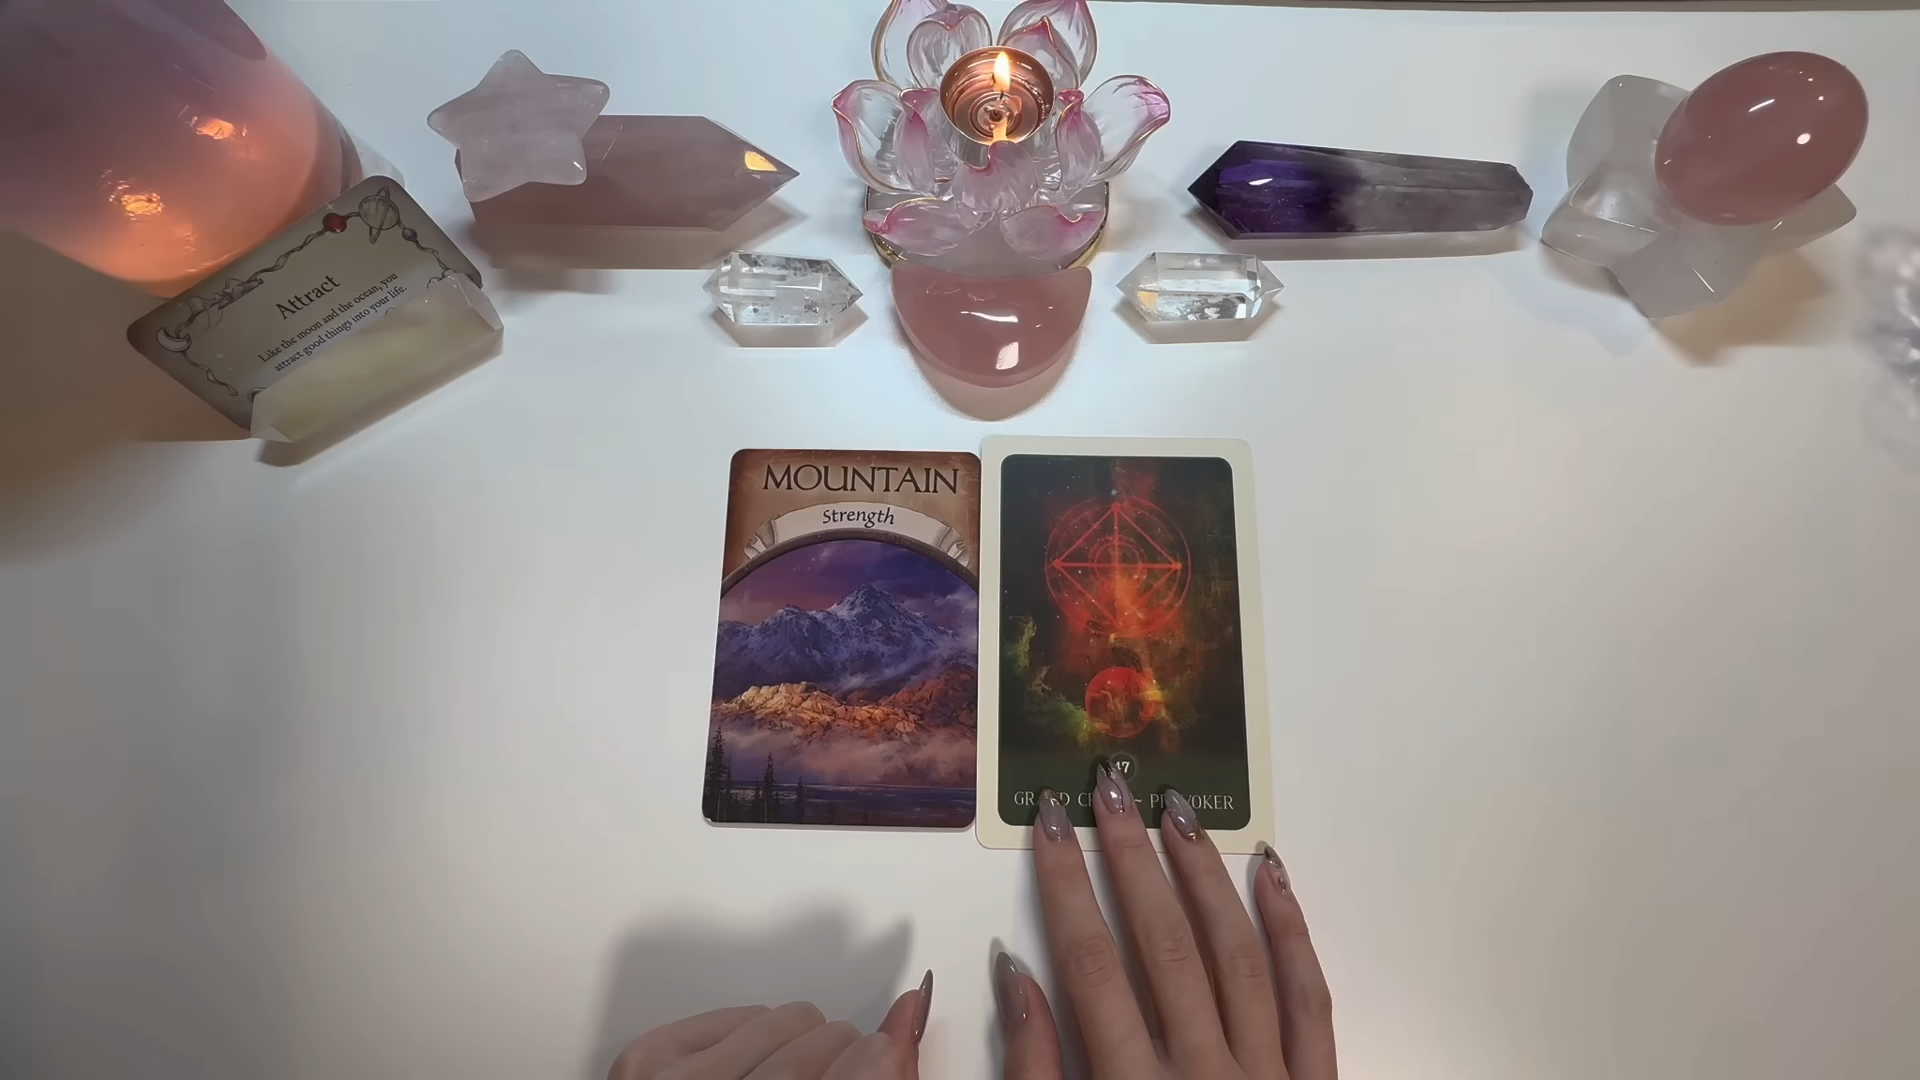 Attract
Like the moon and the ocean, you
attract good things into your life.
MOUNTAIN
Strength
47